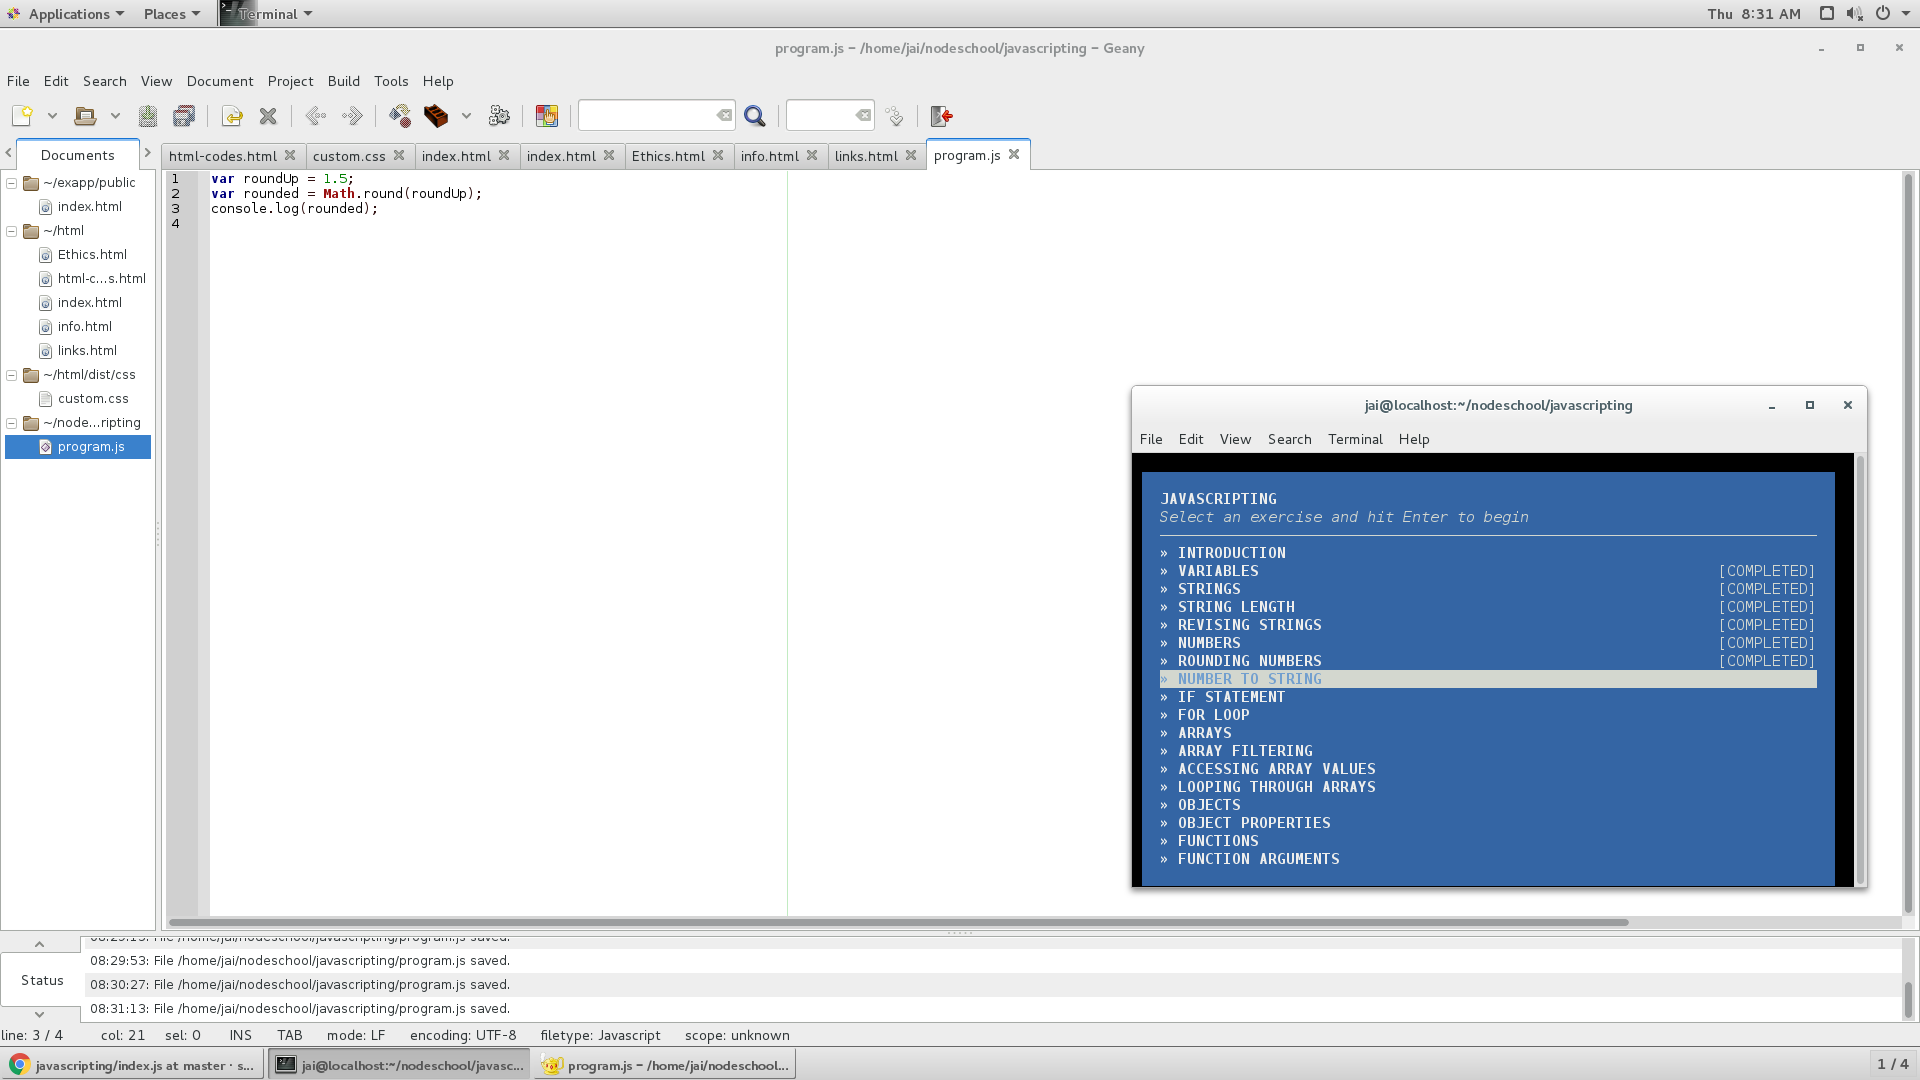 Applications Places Terminal Thu 8:31 AM
program.js – /home/jai/nodeschool/javascripting – Geany
File Edit Search View Document Project Build Tools Help
Documents html-codes.html custom.css index.html index.html Ethics.html info.html links.html program.js
~/exapp/public
index.html
~/html
Ethics.html
html-c...s.html
index.html
info.html
links.html
~/html/dist/css
custom.css
~/node...ripting
program.js
1 var roundUp = 1.5;
2 var rounded = Math.round(roundUp);
3 console.log(rounded);
4
jai@localhost:~/nodeschool/javascripting
File Edit View Search Terminal Help
JAVASCRIPTING
Select an exercise and hit Enter to begin
» INTRODUCTION
» VARIABLES [COMPLETED]
» STRINGS [COMPLETED]
» STRING LENGTH [COMPLETED]
» REVISING STRINGS [COMPLETED]
» NUMBERS [COMPLETED]
» ROUNDING NUMBERS [COMPLETED]
» NUMBER TO STRING
» IF STATEMENT
» FOR LOOP
» ARRAYS
» ARRAY FILTERING
» ACCESSING ARRAY VALUES
» LOOPING THROUGH ARRAYS
» OBJECTS
» OBJECT PROPERTIES
» FUNCTIONS
» FUNCTION ARGUMENTS
Status
File /home/jai/nodeschool/javascripting/program.js saved.
08:29:53: File /home/jai/nodeschool/javascripting/program.js saved.
08:30:27: File /home/jai/nodeschool/javascripting/program.js saved.
08:31:13: File /home/jai/nodeschool/javascripting/program.js saved.
line: 3 / 4 col: 21 sel: 0 INS TAB mode: LF encoding: UTF-8 filetype: Javascript scope: unknown
javascripting/index.js at master · s... jai@localhost:~/nodeschool/javasc... program.js – /home/jai/nodeschool... 1 / 4